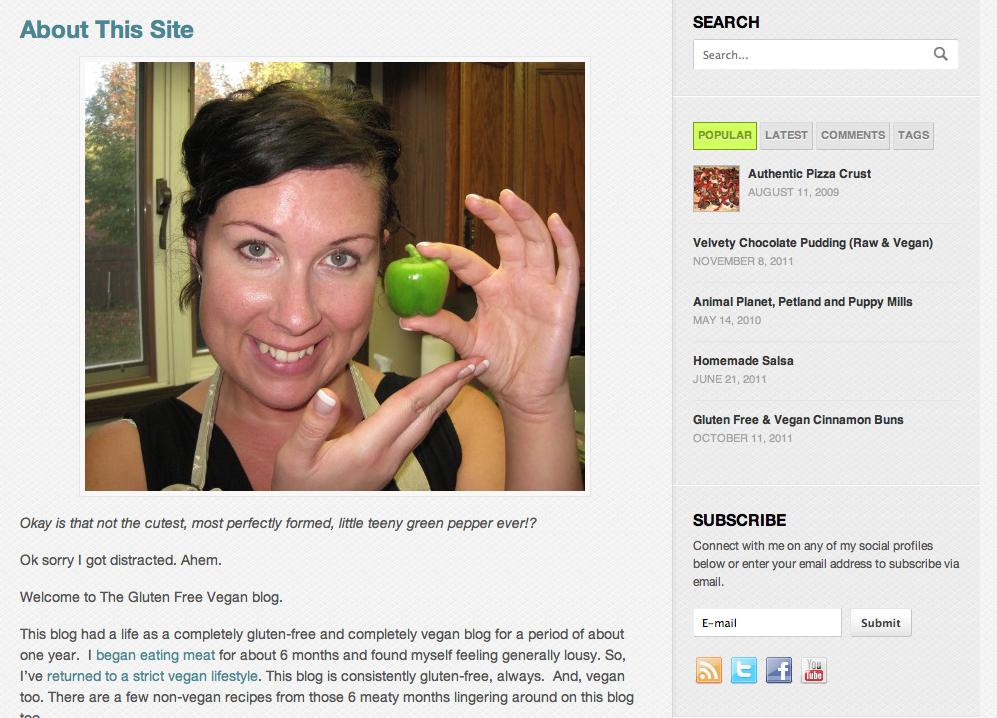 About This Site
Okay is that not the cutest, most perfectly formed, little teeny green pepper ever!?
Ok sorry I got distracted. Ahem.
Welcome to The Gluten Free Vegan blog.
This blog had a life as a completely gluten-free and completely vegan blog for a period of about
one year.  I began eating meat for about 6 months and found myself feeling generally lousy. So,
I've returned to a strict vegan lifestyle. This blog is consistently gluten-free, always.  And, vegan
too. There are a few non-vegan recipes from those 6 meaty months lingering around on this blog
too.
SEARCH
Search...
POPULAR LATEST COMMENTS TAGS
Authentic Pizza Crust
AUGUST 11, 2009
Velvety Chocolate Pudding (Raw & Vegan)
NOVEMBER 8, 2011
Animal Planet, Petland and Puppy Mills
MAY 14, 2010
Homemade Salsa
JUNE 21, 2011
Gluten Free & Vegan Cinnamon Buns
OCTOBER 11, 2011
SUBSCRIBE
Connect with me on any of my social profiles
below or enter your email address to subscribe via
email.
E-mail Submit
You Tube